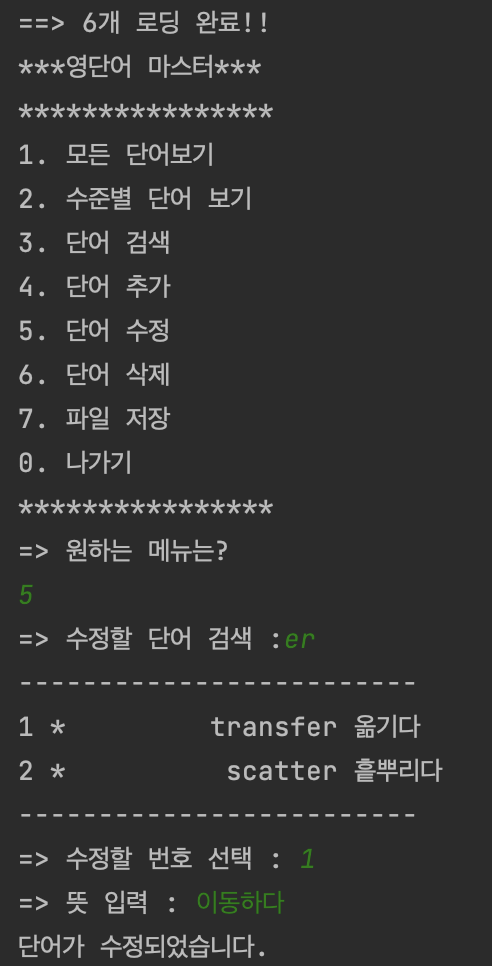 ==> 6개 로딩 완료!!
***영단어 마스터***
****************
1. 모든 단어보기
2. 수준별 단어 보기
3. 단어 검색
4. 단어 추가
5. 단어 수정
6. 단어 삭제
7. 파일 저장
0. 나가기
****************
=> 원하는 메뉴는?
5
=> 수정할 단어 검색 :er
-------------------------
1 *         transfer 옮기다
2 *          scatter 흩뿌리다
-------------------------
=> 수정할 번호 선택 : 1
=> 뜻 입력 : 이동하다
단어가 수정되었습니다.